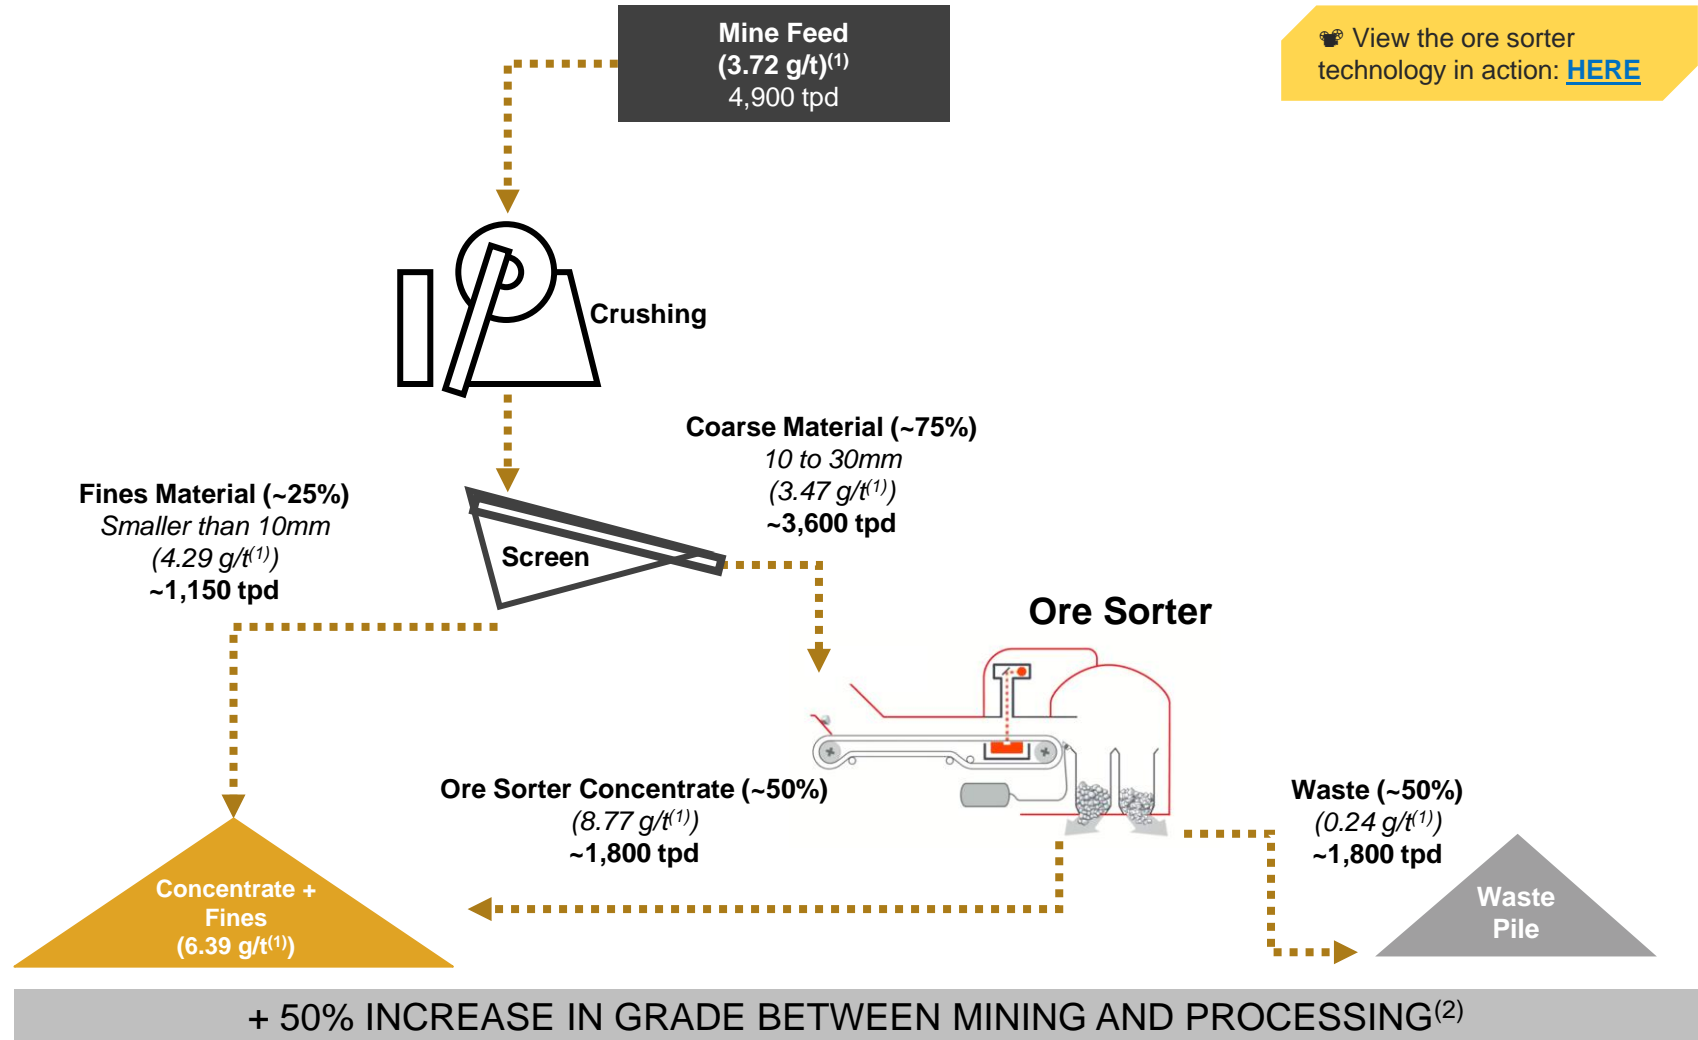 Mine Feed
(3.72 g/t)(1)
4,900 tpd
View the ore sorter
technology in action: HERE
Crushing
Coarse Material (~75%)
10 to 30mm
(3.47 g/t(1))
~3,600 tpd
Fines Material (~25%)
Smaller than 10mm
(4.29 g/t(1))
~1,150 tpd
Screen
Ore Sorter
Ore Sorter Concentrate (~50%)
(8.77 g/t(1))
~1,800 tpd
Waste (~50%)
(0.24 g/t(1))
~1,800 tpd
Concentrate +
Fines
(6.39 g/t(1))
Waste
Pile
+ 50% INCREASE IN GRADE BETWEEN MINING AND PROCESSING(2)